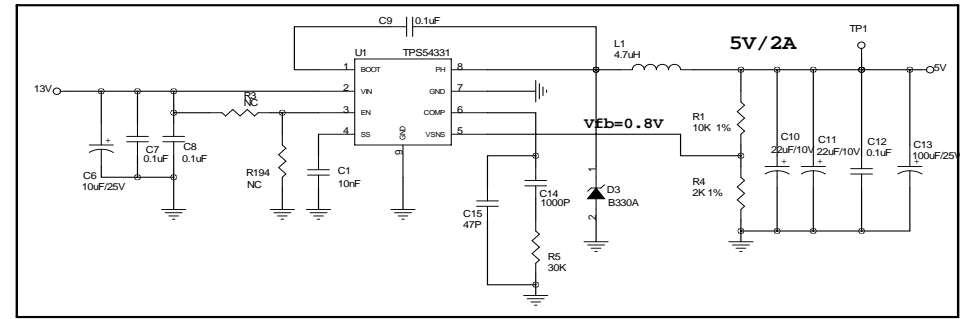 C9
0.1uF
U1
TPS54331
L1
4.7uH
5V/2A
TP1
1
BOOT
PH
8
5V
13V
2
VIN
GND
7
R3
NC
3
EN
COMP
6
Vfb=0.8V
4
SS
GND
VSNS
5
9
R1
10K 1%
C6
10uF/25V
C7
0.1uF
C8
0.1uF
R194
NC
C1
10nF
C10
22uF/10V
C11
22uF/10V
C12
0.1uF
C13
100uF/25V
C14
1000P
C15
47P
1
D3
B330A
2
R4
2K 1%
R5
30K